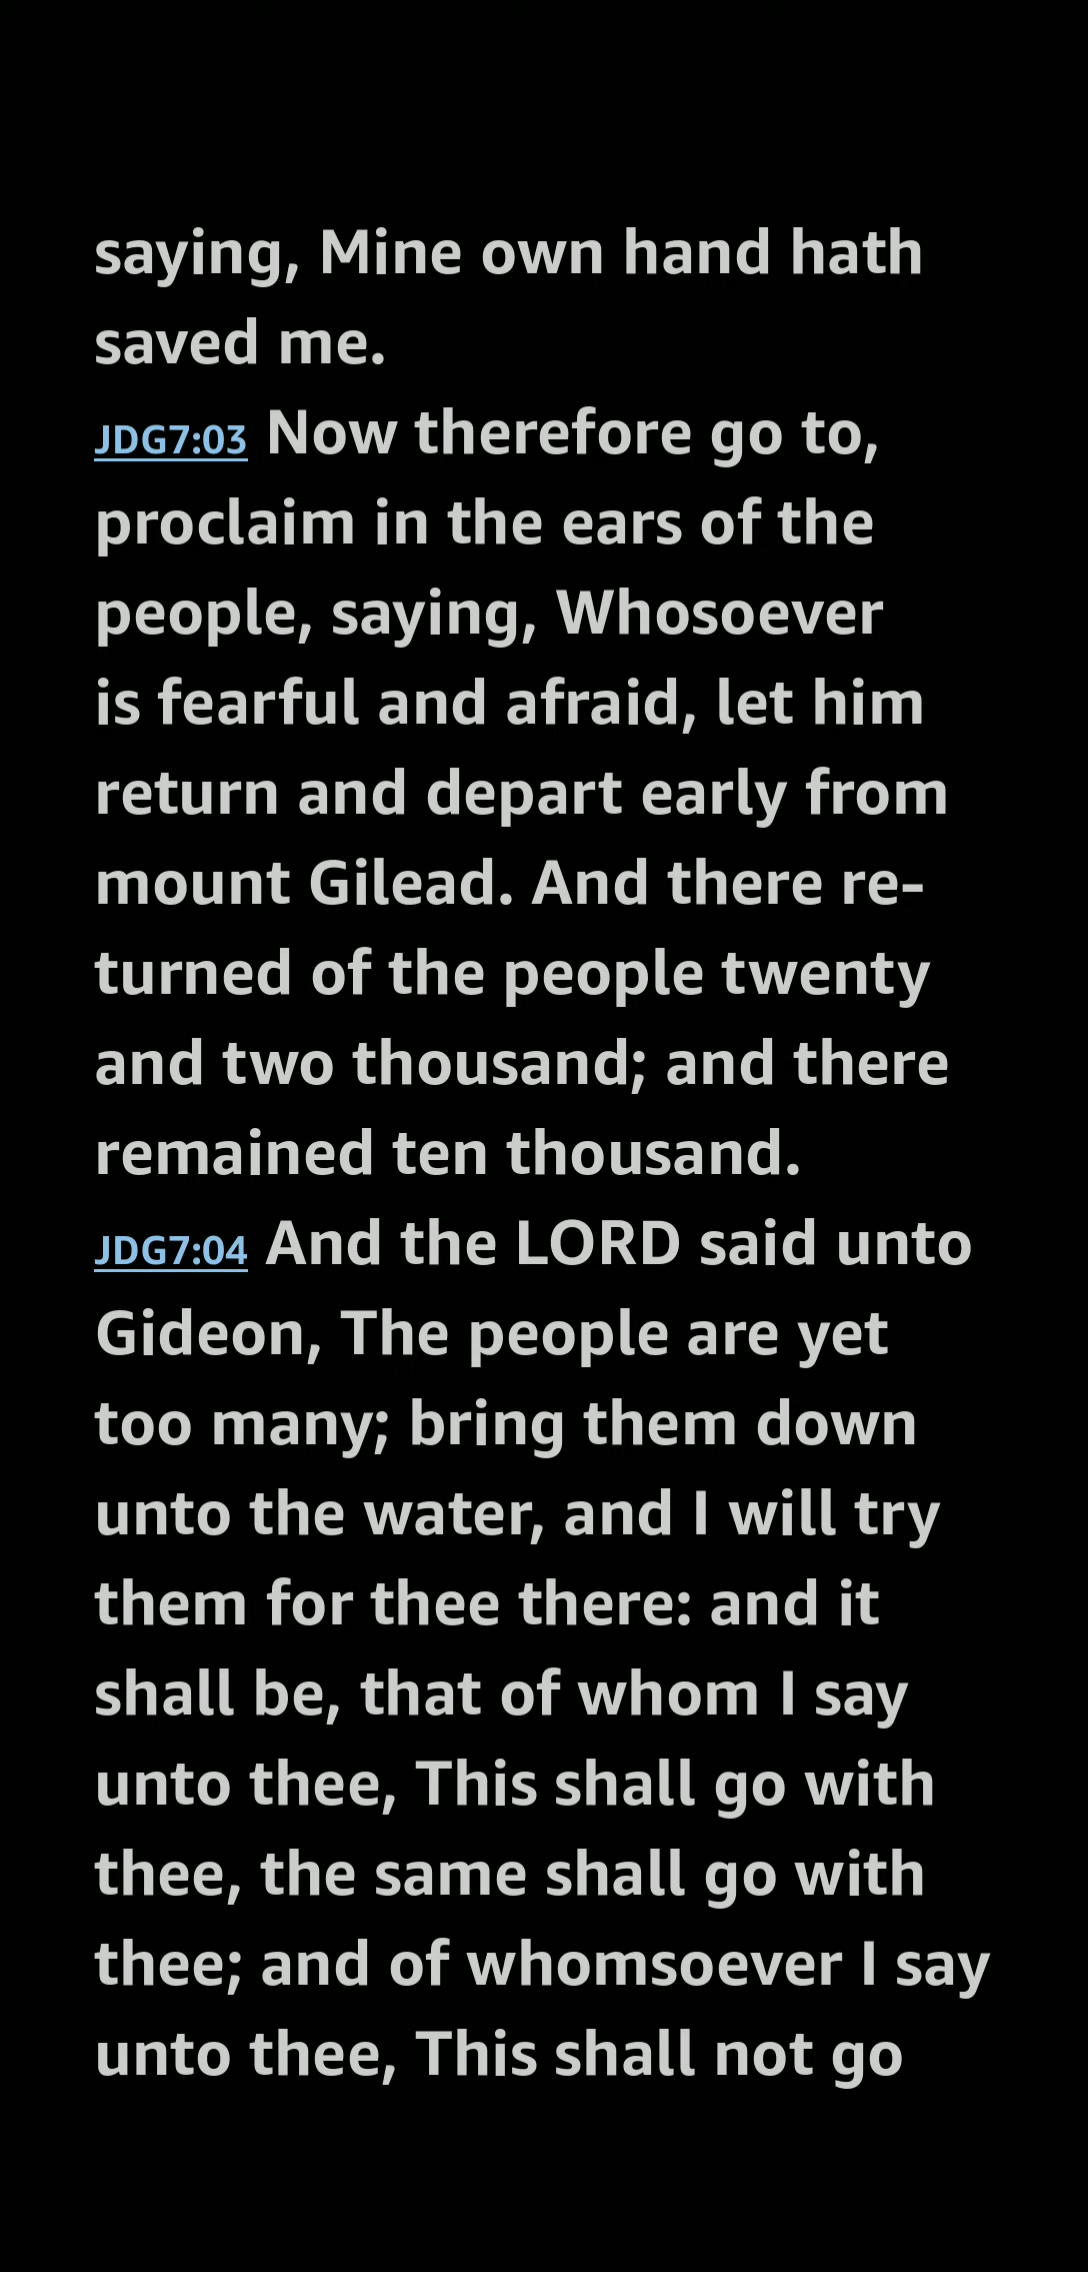 saying, Mine own hand hath
saved me.
JDG7:03 Now therefore go to,
proclaim in the ears of the
people, saying, Whosoever
is fearful and afraid, let him
return and depart early from
mount Gilead. And there re-
turned of the people twenty
and two thousand; and there
remained ten thousand.
JDG7:04 And the LORD said unto
Gideon, The people are yet
too many; bring them down
unto the water, and I will try
them for thee there: and it
shall be, that of whom I say
unto thee, This shall go with
thee, the same shall go with
thee; and of whomsoever I say
unto thee, This shall not go